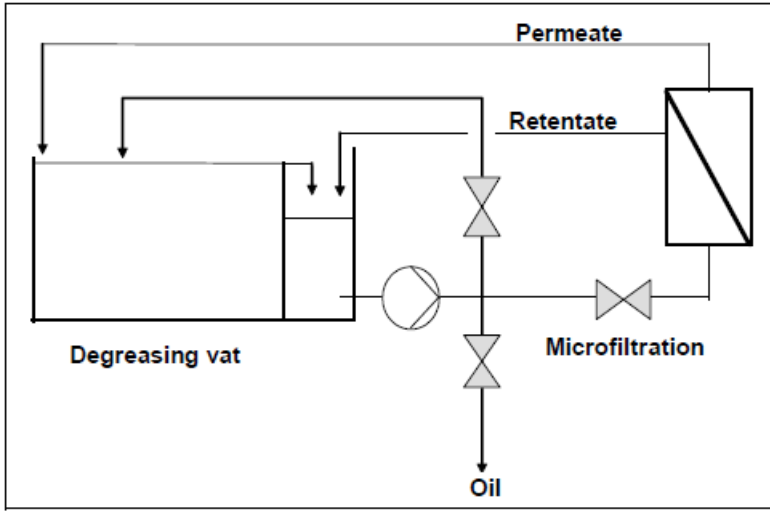 Permeate
Retentate
Degreasing vat
Microfiltration
Oil